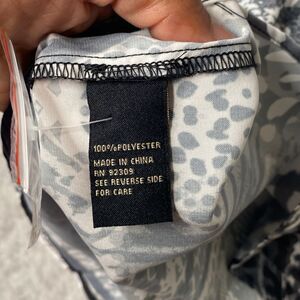 100%POLYESTER
MADE IN CHINA
RN 92309
SEE REVERSE SIDE
FOR CARE